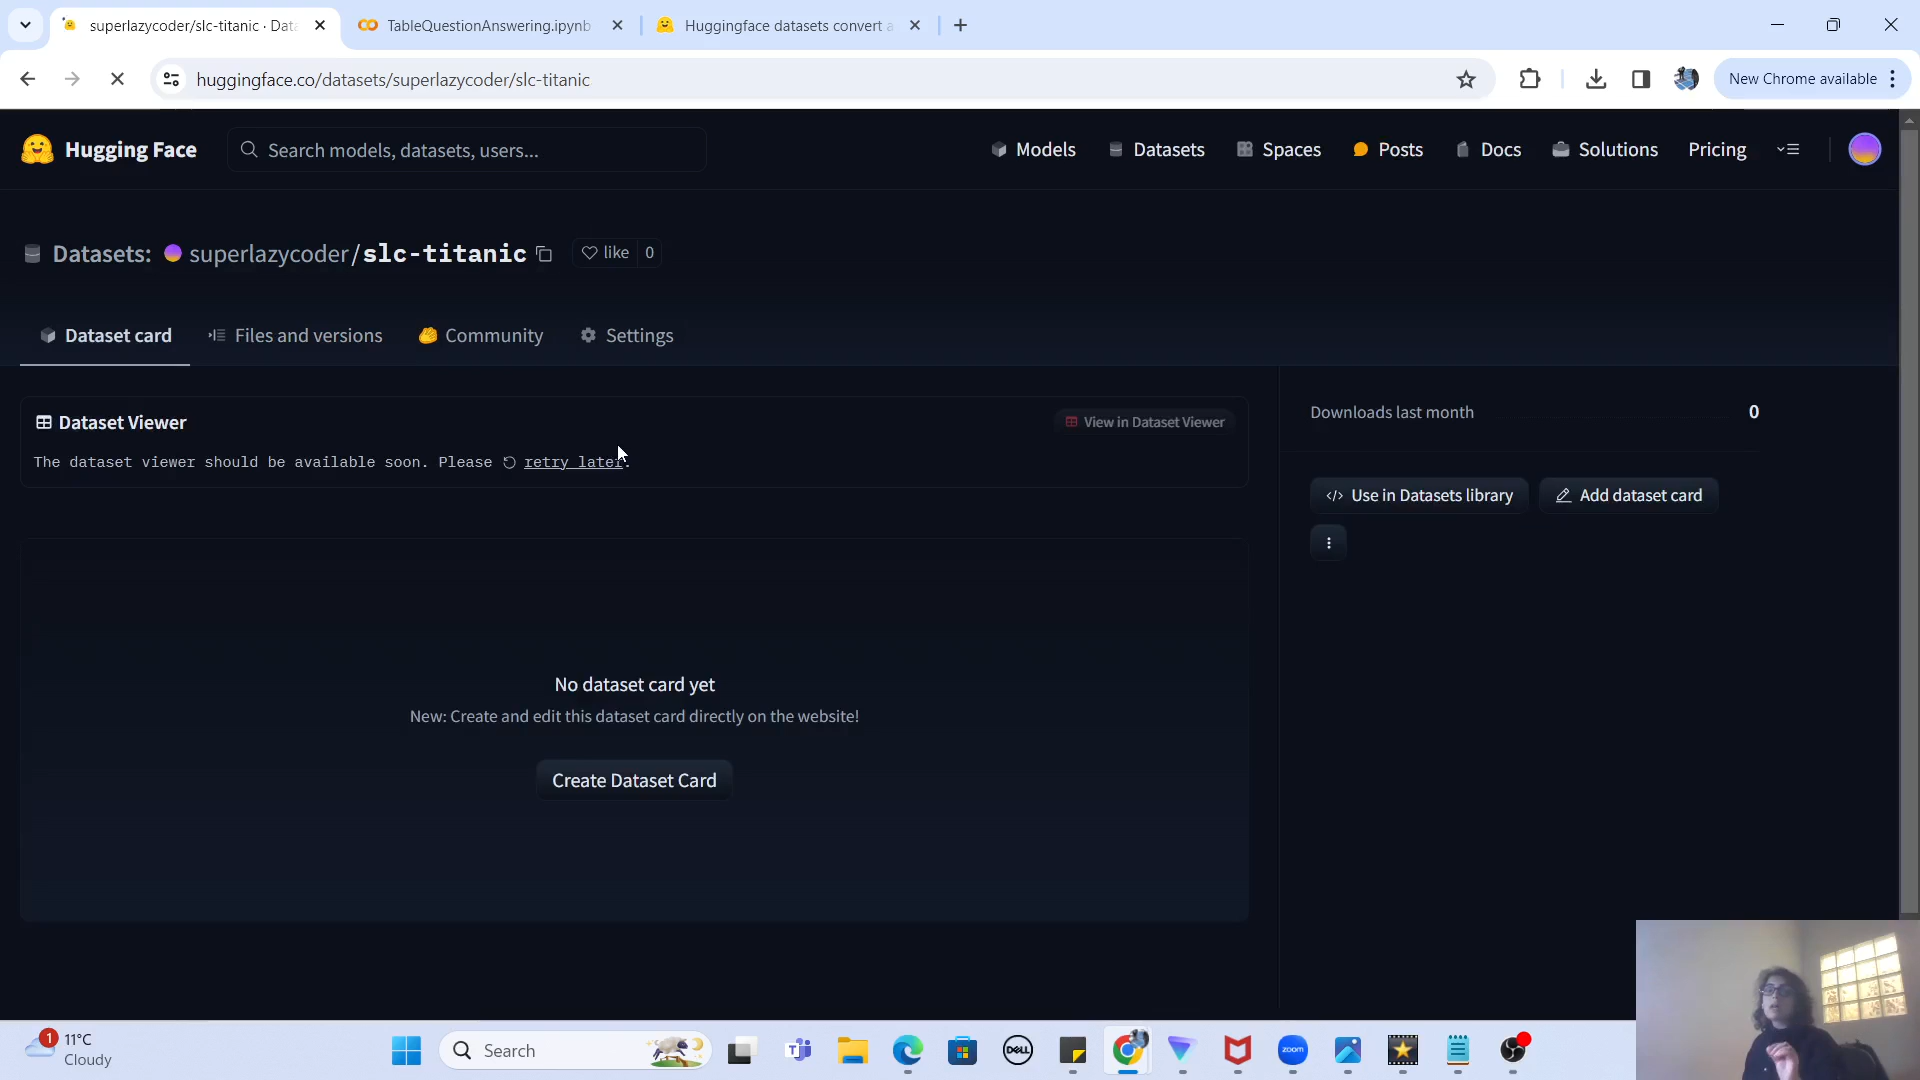 superlazycoder/slc-titanic · Data
TableQuestionAnswering.ipynb
Huggingface datasets convert a
huggingface.co/datasets/superlazycoder/slc-titanic
New Chrome available
Hugging Face
Search models, datasets, users...
Models
Datasets
Spaces
Posts
Docs
Solutions
Pricing
Datasets: superlazycoder/slc-titanic
like 0
Dataset card
Files and versions
Community
Settings
Dataset Viewer
View in Dataset Viewer
The dataset viewer should be available soon. Please retry later.
Downloads last month 0
</> Use in Datasets library
Add dataset card
No dataset card yet
New: Create and edit this dataset card directly on the website!
Create Dataset Card
1
11°C
Cloudy
Search
DELL
zoom